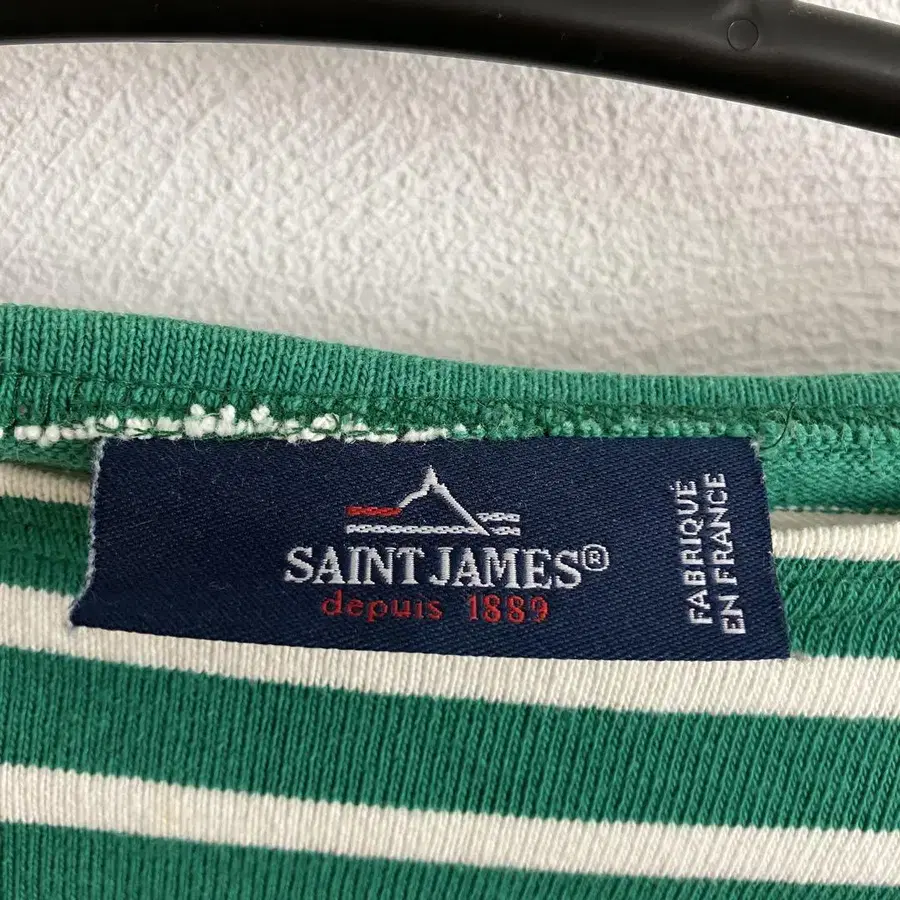 SAINT JAMES®
depuis 1889
FABRIQUÉ
EN FRANCE